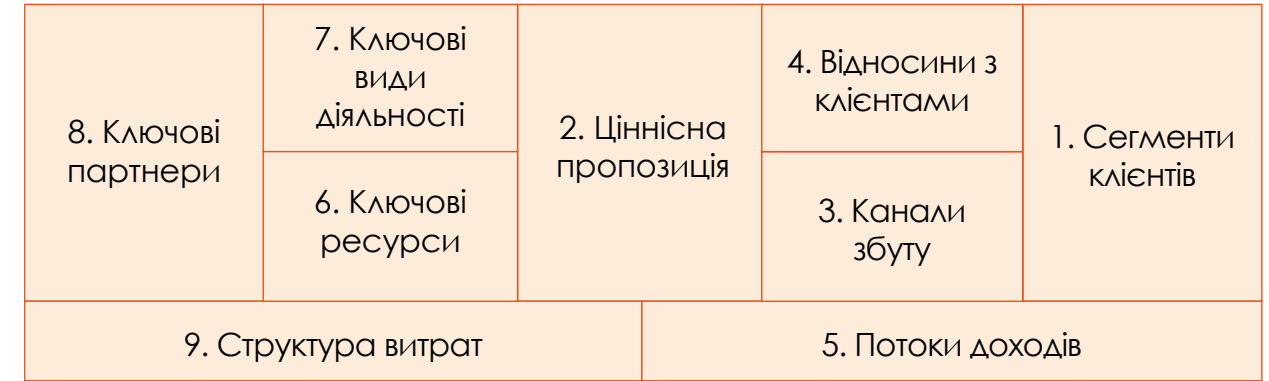 8. Ключові
партнери
7. Ключові
види
діяльності
6. Ключові
ресурси
2. Ціннісна
пропозиція
4. Відносини з
клієнтами
3. Канали
збуту
1. Сегменти
клієнтів
9. Структура витрат
5. Потоки доходів